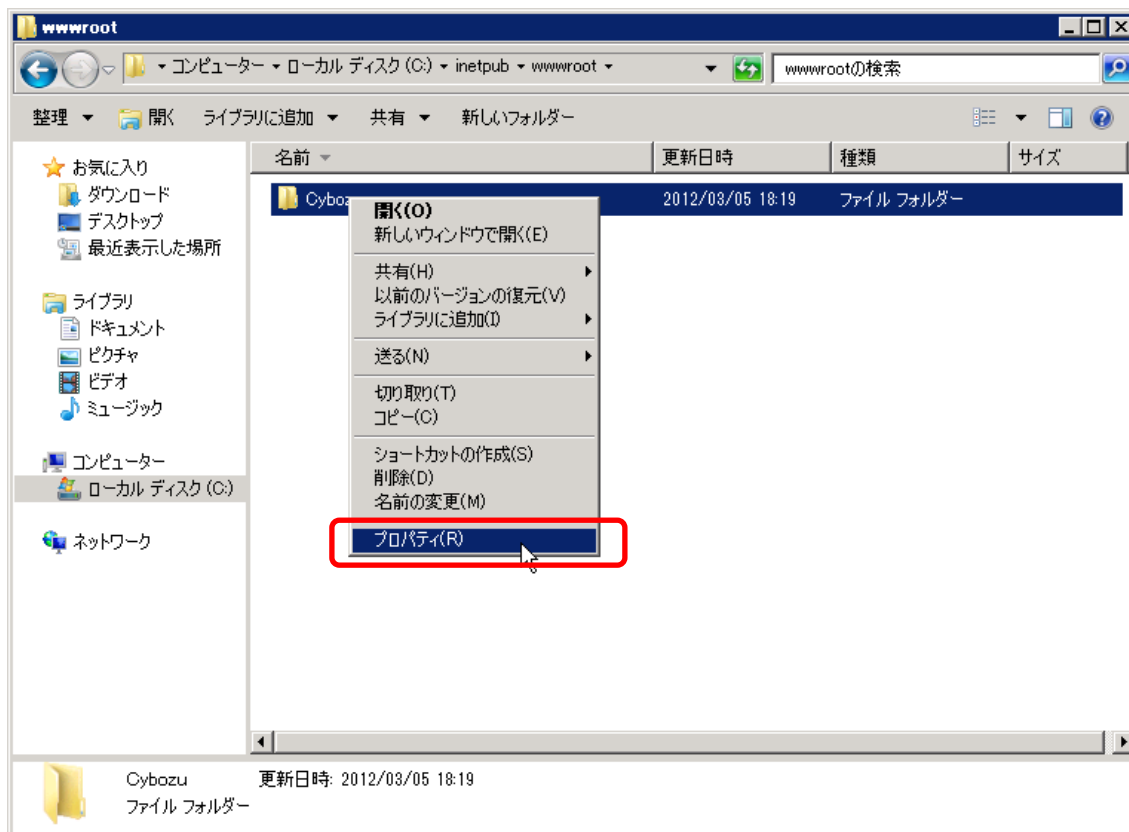 wwwroot
コンピューター ローカル ディスク (C:) inetpub wwwroot
wwwrootの検索
整理 開く ライブラリに追加 共有 新しいフォルダー
お気に入り
ダウンロード
デスクトップ
最近表示した場所
ライブラリ
ドキュメント
ピクチャ
ビデオ
ミュージック
コンピューター
ローカル ディスク (C:)
ネットワーク
名前 更新日時 種類 サイズ
Cyboz 2012/03/05 18:19 ファイル フォルダー
開く(O)
新しいウィンドウで開く(E)
共有(H)
以前のバージョンの復元(V)
ライブラリに追加(I)
送る(N)
切り取り(T)
コピー(C)
ショートカットの作成(S)
削除(D)
名前の変更(M)
プロパティ(R)
Cybozu 更新日時: 2012/03/05 18:19
ファイル フォルダー